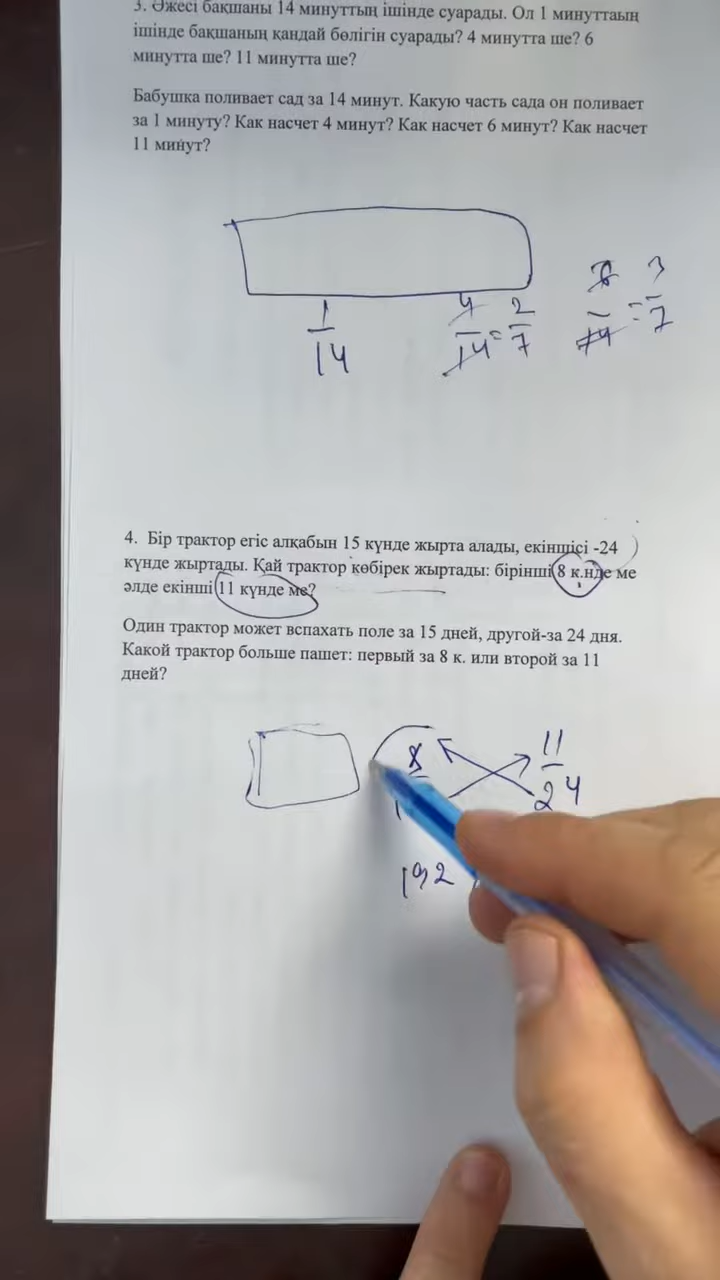 3. Әжесі бақшаны 14 минуттың ішінде суарады. Ол 1 минуттаың
ішінде бақшаның қандай бөлігін суарады? 4 минутта ше? 6
минутта ше? 11 минутта ше?
Бабушка поливает сад за 14 минут. Какую часть сада он поливает
за 1 минуту? Как насчет 4 минут? Как насчет 6 минут? Как насчет
11 минут?
1/14 4/14 = 2/7 6/14 = 3/7
4. Бір трактор егіс алқабын 15 күнде жырта алады, екіншісі -24
күнде жыртады. Қай трактор көбірек жыртады: бірінші 8 к.нде ме
әлде екінші 11 күнде ме?
Один трактор может вспахать поле за 15 дней, другой-за 24 дня.
Какой трактор больше пашет: первый за 8 к. или второй за 11
дней?
8 11/24
192